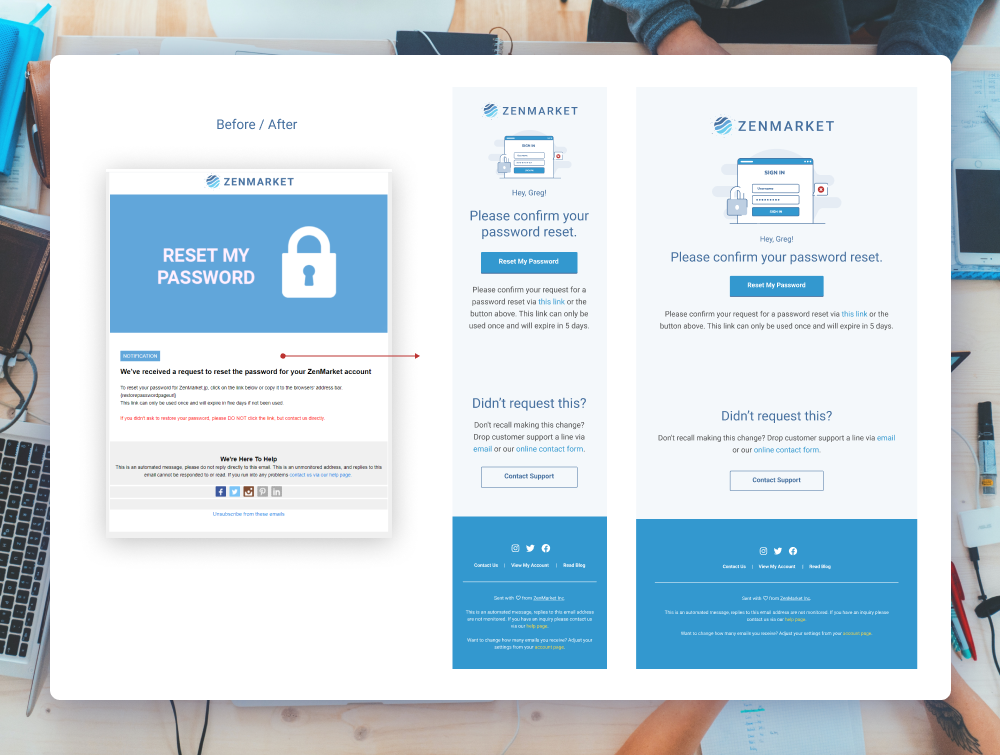 Before / After
ZENMARKET
RESET MY
PASSWORD
NOTIFICATION
We've received a request to reset the password for your ZenMarket account
To reset your password for ZenMarket.jp, click on the link below or copy it to the browsers' address bar.
{restorepasswordpageurl}
This link can only be used once and will expire in five days if not been used.
If you didn't ask to restore your password, please DO NOT click the link, but contact us directly.
We're Here To Help
This is an automated message, please do not reply directly to this email. This is an unmonitored address, and replies to this
email cannot be responded to or read. If you run into any problems contact us via our help page.
Unsubscribe from these emails
ZENMARKET
SIGN IN
Hey, Greg!
Please confirm your
password reset.
Reset My Password
Please confirm your request for a
password reset via this link or the
button above. This link can only be
used once and will expire in 5 days.
Didn't request this?
Don't recall making this change?
Drop customer support a line via
email or our online contact form.
Contact Support
Contact Us | View My Account | Read Blog
Sent with ♡ from ZenMarket Inc.
This is an automated message, replies to this email address
are not monitored. If you have an inquiry please contact us
via our help page.
Want to change how many emails you receive? Adjust your
settings from your account page.
ZENMARKET
SIGN IN
Username
SIGN IN
Hey, Greg!
Please confirm your password reset.
Reset My Password
Please confirm your request for a password reset via this link or the
button above. This link can only be used once and will expire in 5 days.
Didn't request this?
Don't recall making this change? Drop customer support a line via email
or our online contact form.
Contact Support
Contact Us | View My Account | Read Blog
Sent with ♡ from ZenMarket Inc.
This is an automated message, replies to this email address are not monitored. If you have an inquiry please
contact us via our help page.
Want to change how many emails you receive? Adjust your settings from your account page.